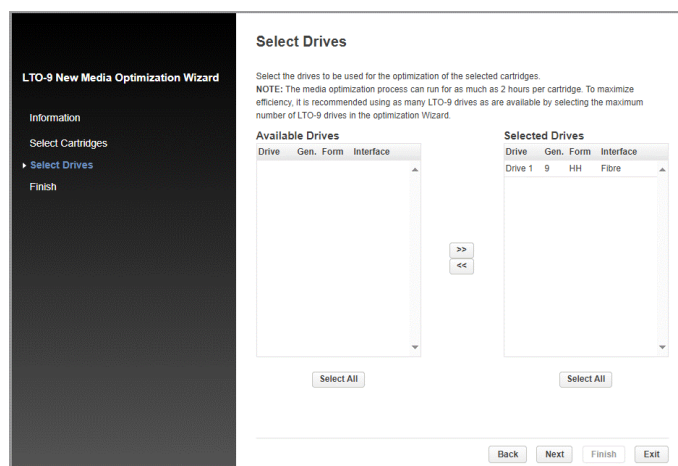 LTO-9 New Media Optimization Wizard
Information
Select Cartridges
Select Drives
Finish
Select Drives
Select the drives to be used for the optimization of the selected cartridges.
NOTE: The media optimization process can run for as much as 2 hours per cartridge. To maximize
efficiency, it is recommended using as many LTO-9 drives as are available by selecting the maximum
number of LTO-9 drives in the optimization Wizard.
Available Drives
Drive Gen. Form Interface
>>
<<
Select All
Selected Drives
Drive Gen. Form Interface
Drive 1 9 HH Fibre
Select All
Back Next Finish Exit